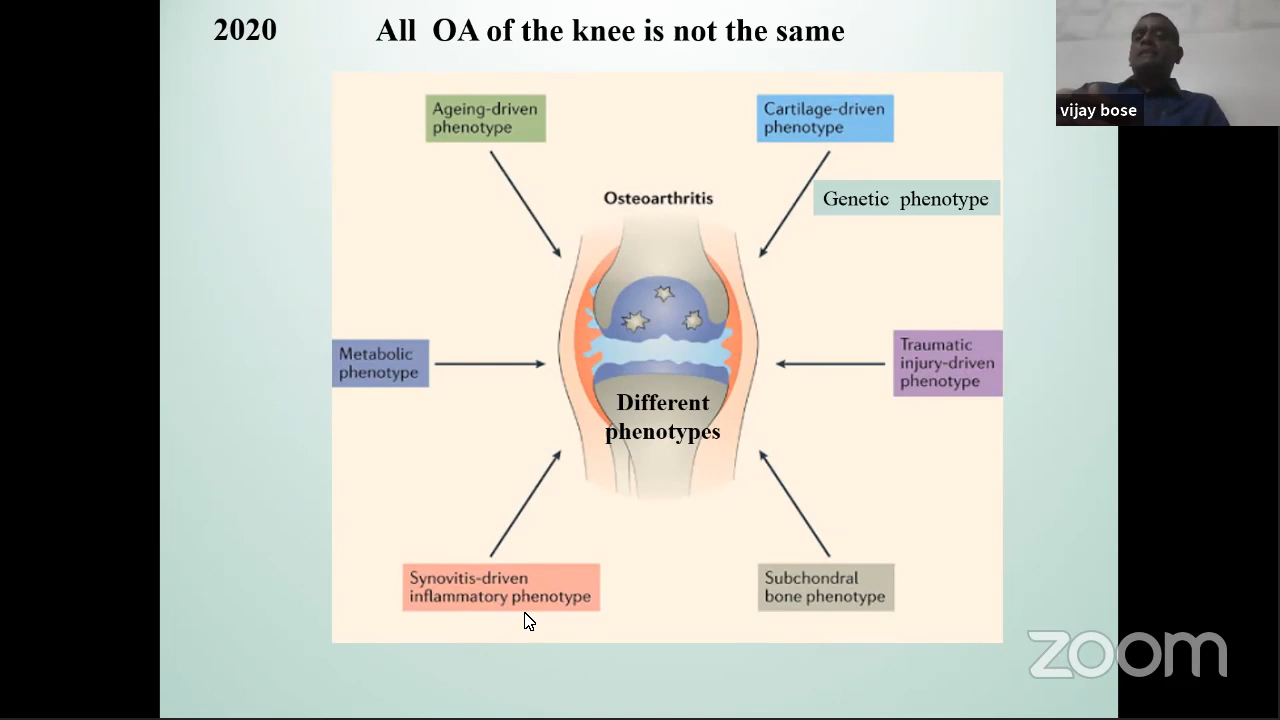 2020
All OA of the knee is not the same
vijay bose
Ageing-driven
phenotype
Cartilage-driven
phenotype
Genetic phenotype
Osteoarthritis
Metabolic
phenotype
Traumatic
injury-driven
phenotype
Different
phenotypes
Synovitis-driven
inflammatory phenotype
Subchondral
bone phenotype
zoom